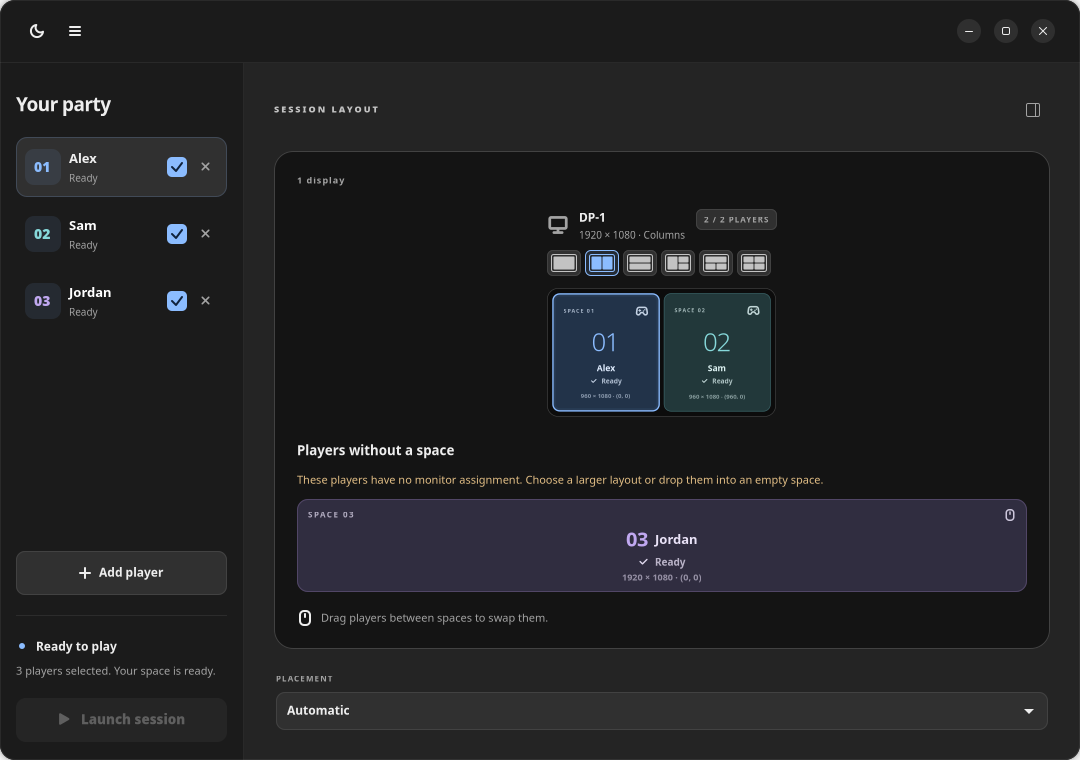 Your party
01
Alex
Ready
02
Sam
Ready
03
Jordan
Ready
Add player
Ready to play
3 players selected. Your space is ready.
Launch session
SESSION LAYOUT
1 display
DP-1
1920 × 1080 · Columns
2 / 2 PLAYERS
SPACE 01
01
Alex
Ready
960 × 1080 · (0, 0)
SPACE 02
02
Sam
Ready
960 × 1080 · (960, 0)
Players without a space
These players have no monitor assignment. Choose a larger layout or drop them into an empty space.
SPACE 03
03 Jordan
Ready
1920 × 1080 · (0, 0)
Drag players between spaces to swap them.
PLACEMENT
Automatic